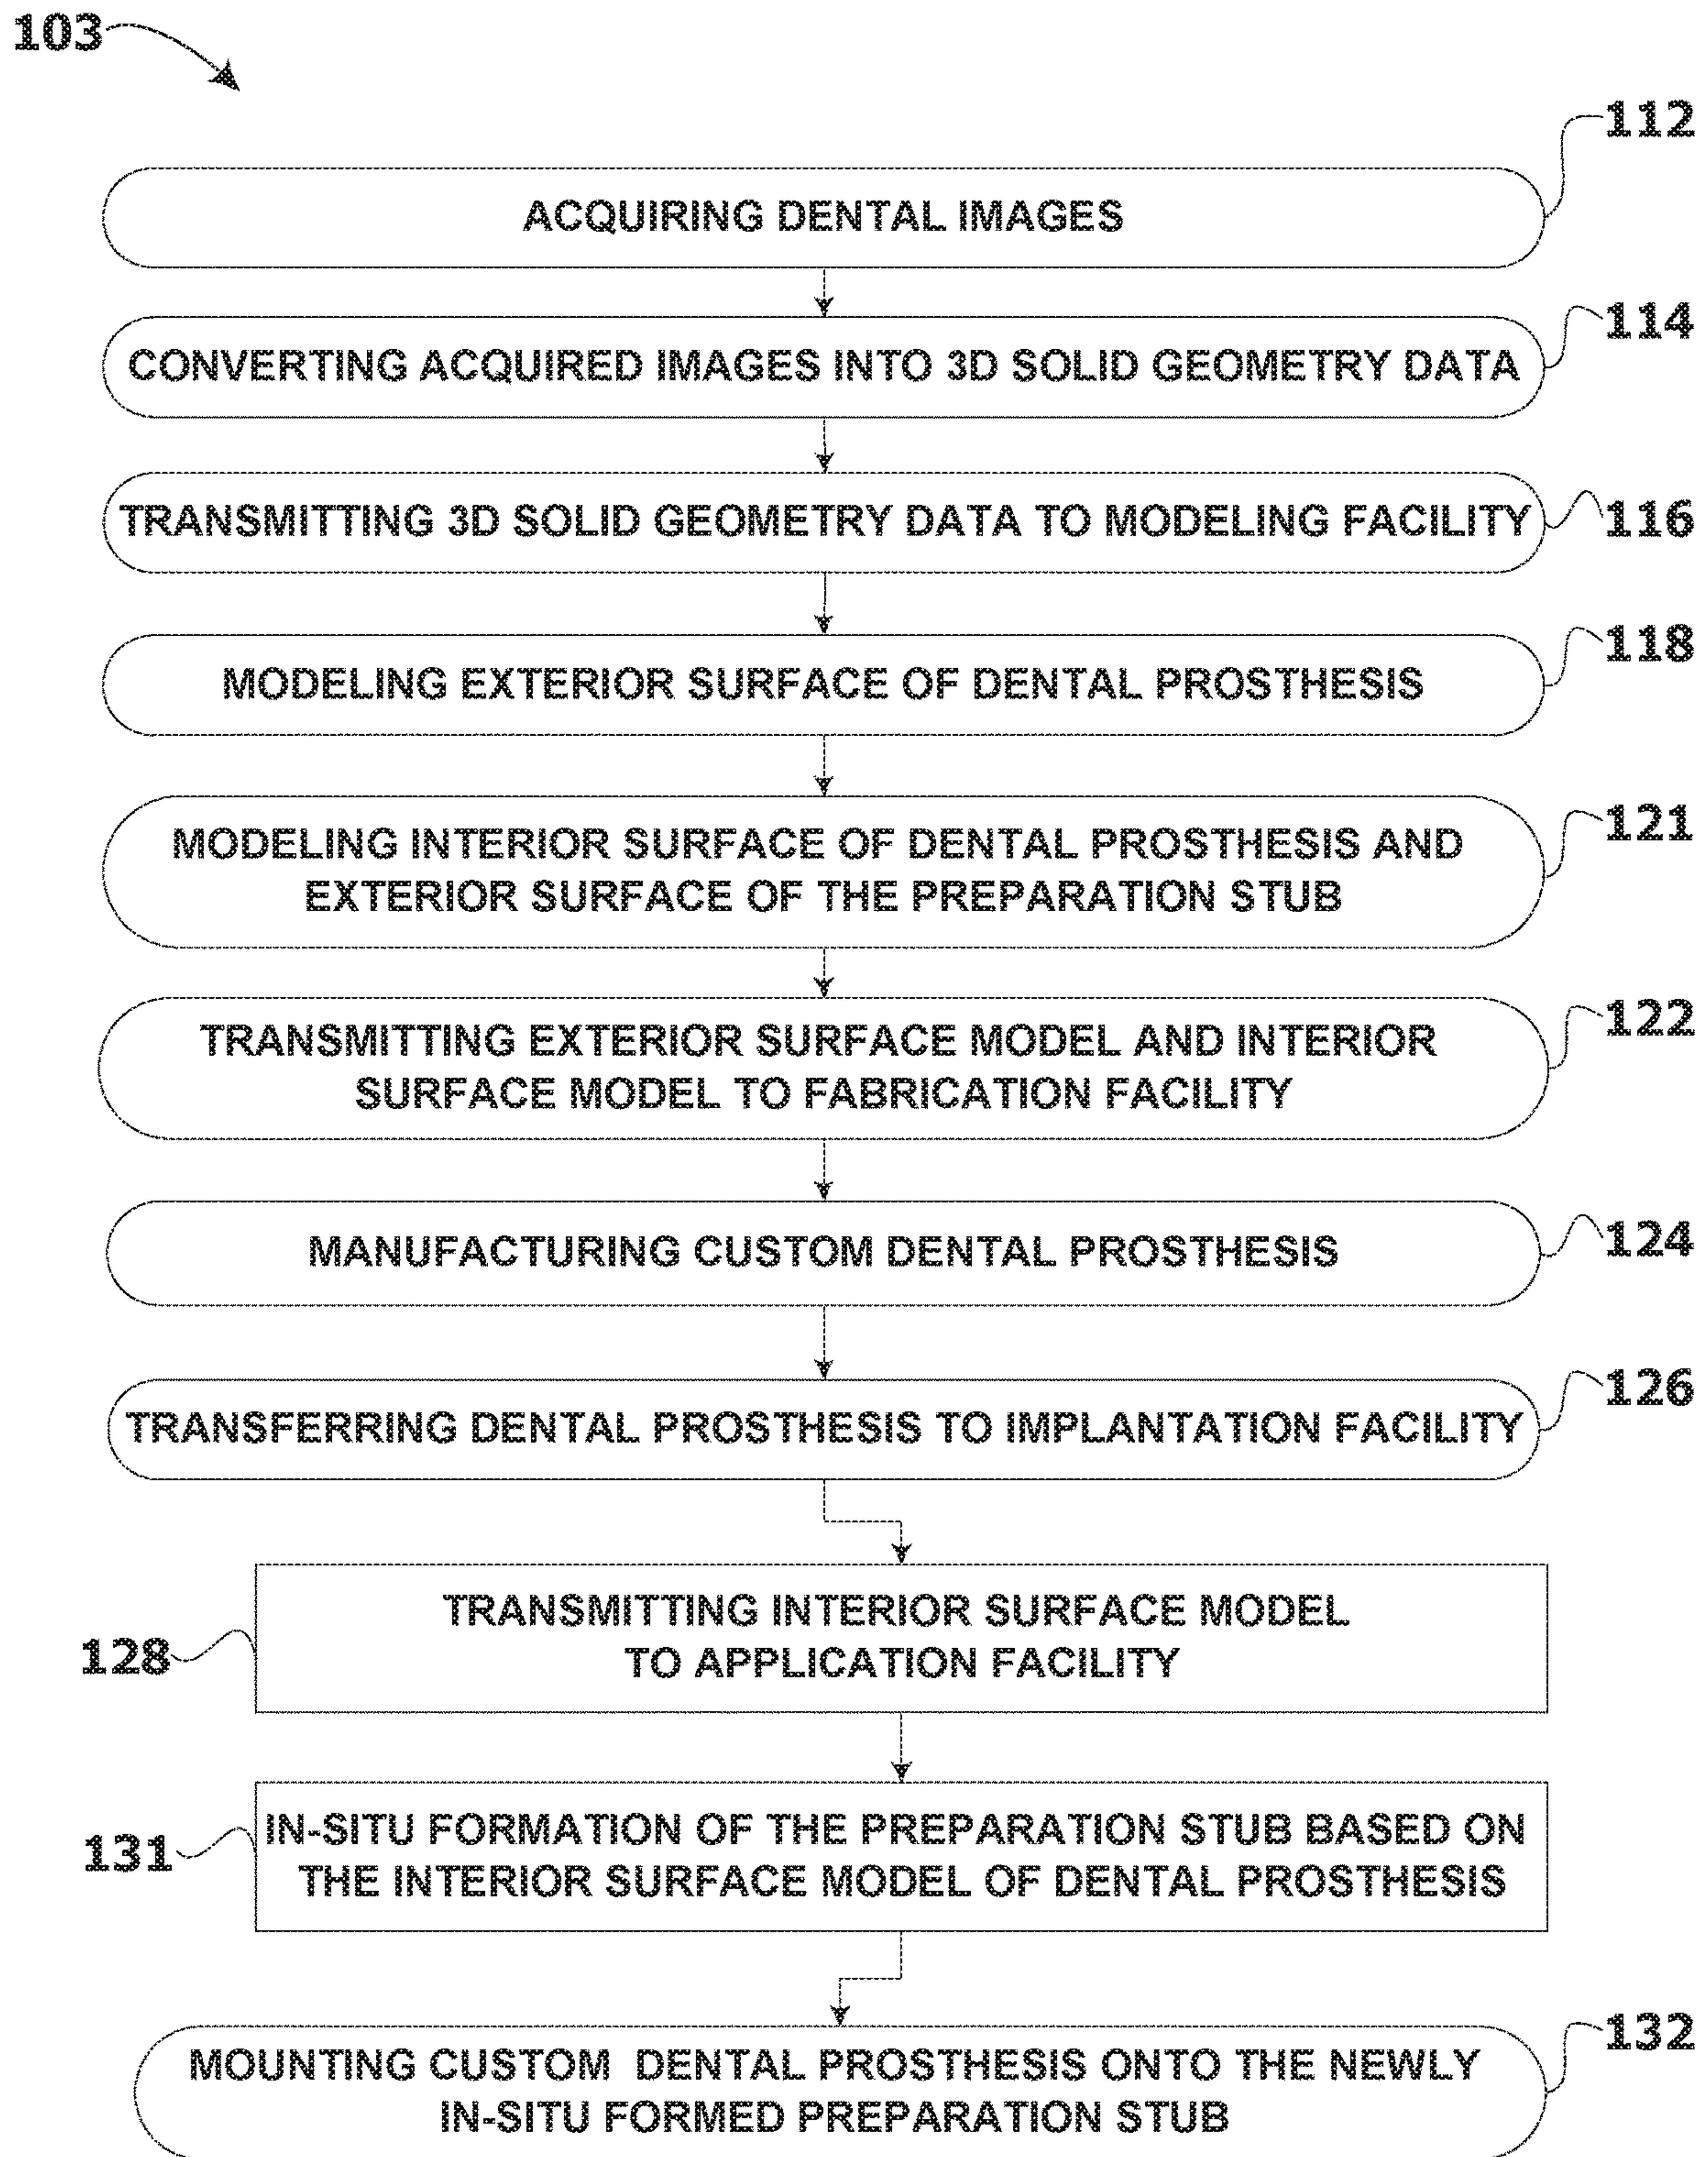 103
112
ACQUIRING DENTAL IMAGES
114
CONVERTING ACQUIRED IMAGES INTO 3D SOLID GEOMETRY DATA
TRANSMITTING 3D SOLID GEOMETRY DATA TO MODELING FACILITY
116
118
MODELING EXTERIOR SURFACE OF DENTAL PROSTHESIS
121
MODELING INTERIOR SURFACE OF DENTAL PROSTHESIS AND
EXTERIOR SURFACE OF THE PREPARATION STUB
122
TRANSMITTING EXTERIOR SURFACE MODEL AND INTERIOR
SURFACE MODEL TO FABRICATION FACILITY
124
MANUFACTURING CUSTOM DENTAL PROSTHESIS
126
TRANSFERRING DENTAL PROSTHESIS TO IMPLANTATION FACILITY
TRANSMITTING INTERIOR SURFACE MODEL
TO APPLICATION FACILITY
128
IN-SITU FORMATION OF THE PREPARATION STUB BASED ON
THE INTERIOR SURFACE MODEL OF DENTAL PROSTHESIS
131
132
MOUNTING CUSTOM DENTAL PROSTHESIS ONTO THE NEWLY
IN-SITU FORMED PREPARATION STUB